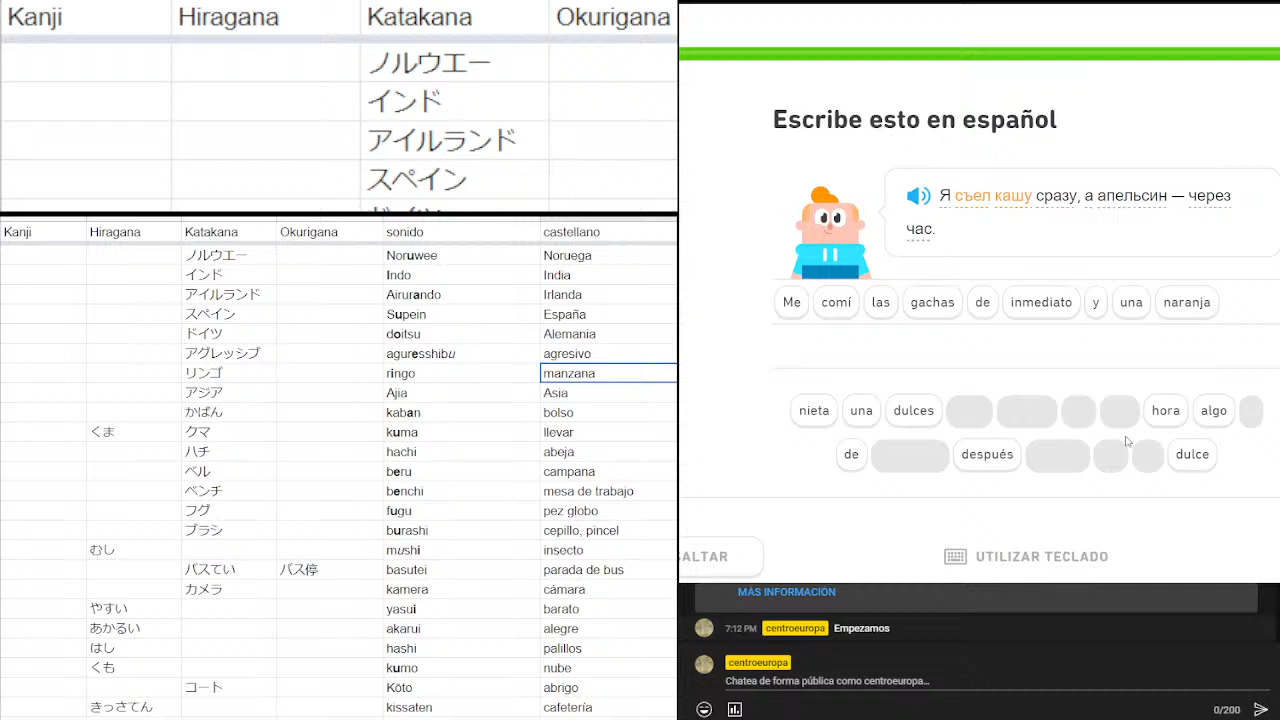 Kanji Hiragana Katakana Okurigana
ノルウエー
インド
アイルランド
スペイン
Kanji Hiragana Katakana Okurigana sonido castellano
ノルウエー Noruwee Noruega
インド Indo India
アイルランド Airurando Irlanda
スペイン Supein España
ドイツ doitsu Alemania
アグレッシブ aguresshibu agresivo
リンゴ ringo manzana
アジア Ajia Asia
かばん kaban bolso
くま クマ kuma llevar
ハチ hachi abeja
ベル beru campana
ベンチ benchi mesa de trabajo
フグ fugu pez globo
ブラシ burashi cepillo, pincel
むし mushi insecto
バスてい バス停 basutei parada de bus
カメラ kamera cámara
やすい yasui barato
あかるい akarui alegre
はし hashi palillos
くも kumo nube
コート Kōto abrigo
きっさてん kissaten cafetería
Escribe esto en español
Я съел кашу сразу, а апельсин — через
час.
Me comí las gachas de inmediato y una naranja
nieta una dulces hora algo
de después dulce
SALTAR UTILIZAR TECLADO
MÁS INFORMACIÓN
7:12 PM centroeuropa Empezamos
centroeuropa
Chatea de forma pública como centroeuropa...
0/200